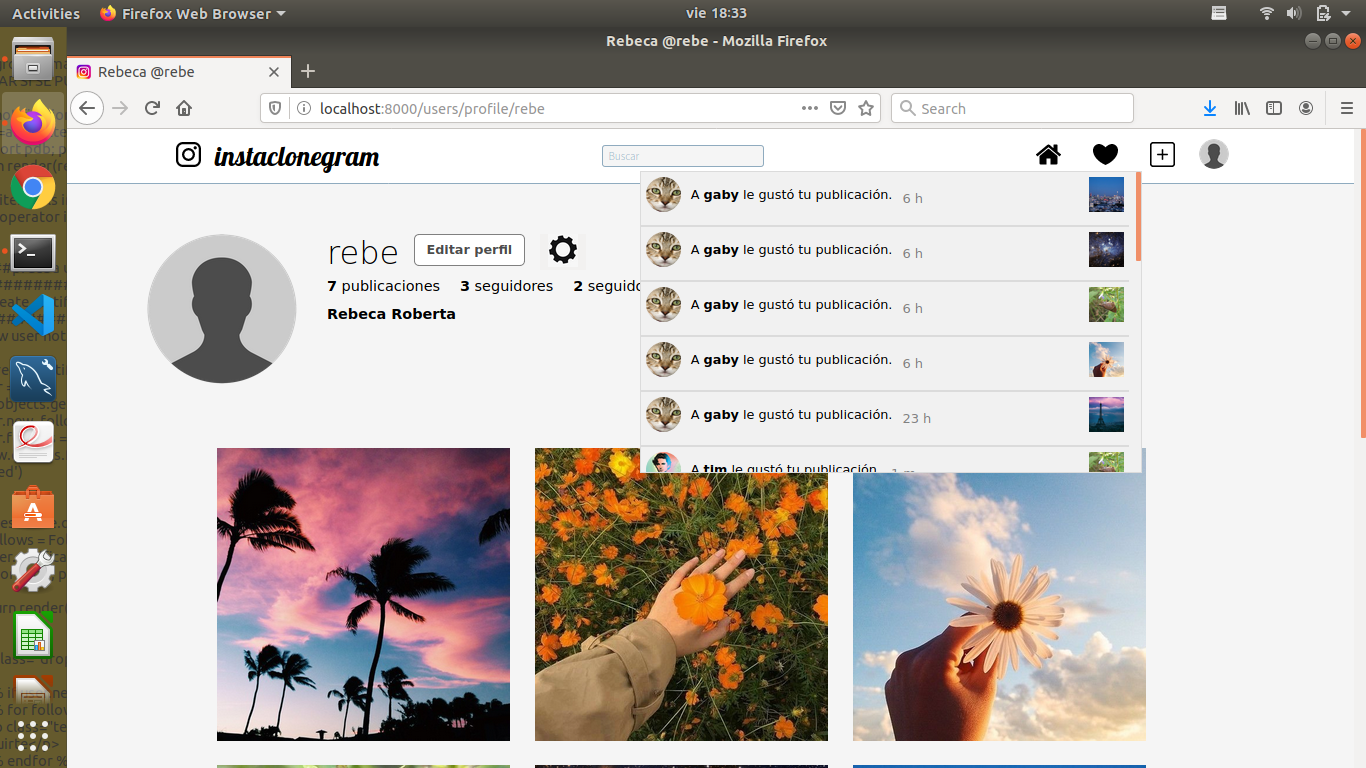 Activities Firefox Web Browser vie 18:33
Rebeca @rebe - Mozilla Firefox
Rebeca @rebe
localhost:8000/users/profile/rebe Search
instaclonegram Buscar
rebe Editar perfil
7 publicaciones 3 seguidores 2
Rebeca Roberta
A gaby le gustó tu publicación. 6 h
A gaby le gustó tu publicación. 6 h
A gaby le gustó tu publicación. 6 h
A gaby le gustó tu publicación. 6 h
A gaby le gustó tu publicación. 23 h
A tim le gustó tu publicación.